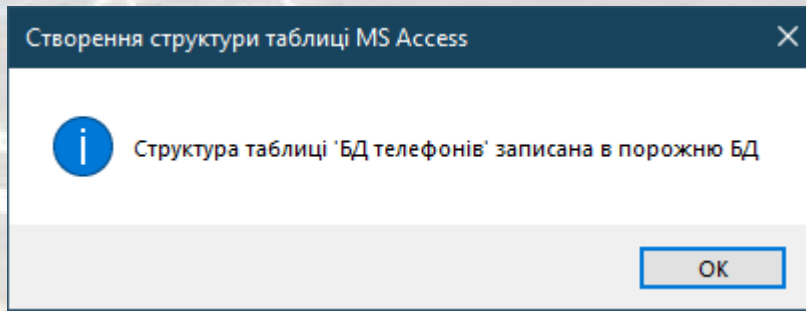 Створення структури таблиці MS Access
Структура таблиці 'БД телефонів' записана в порожню БД
OK